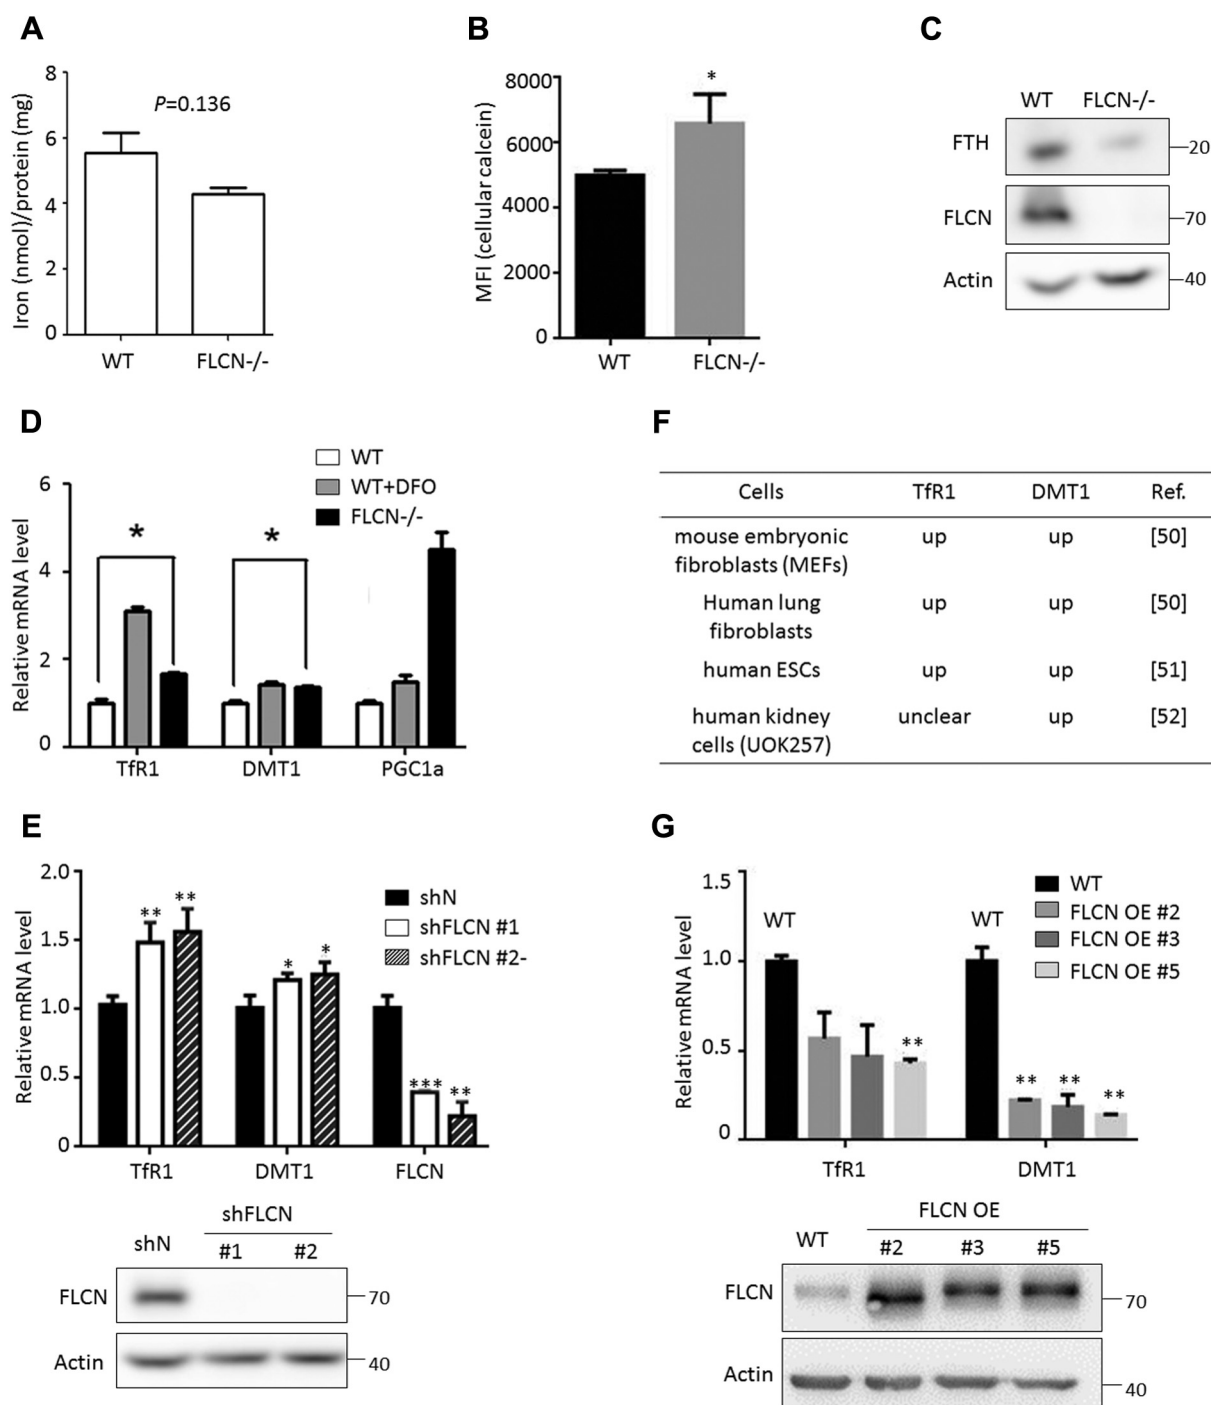 A
Iron (nmol)/protein (mg)
8
6
4
2
0
P=0.136
WT
FLCN-/-
B
MFI (cellular calcein)
8000
6000
4000
2000
0
*
WT
FLCN-/-
C
WT FLCN-/-
FTH
20
FLCN
70
Actin
40
D
Relative mRNA level
6
4
2
0
WT
WT+DFO
FLCN-/-
* *
TfR1 DMT1 PGC1a
F
Cells TfR1 DMT1 Ref.
mouse embryonic
fibroblasts (MEFs)
up up [50]
Human lung
fibroblasts
up up [50]
human ESCs up up [51]
human kidney
cells (UOK257)
unclear up [52]
E
Relative mRNA level
2.0
1.5
1.0
0.5
0
shN
shFLCN #1
shFLCN #2-
** **
* *
*** **
TfR1 DMT1 FLCN
shFLCN
shN #1 #2
FLCN
70
Actin
40
G
Relative mRNA level
1.5
1.0
0.5
0
WT
FLCN OE #2
FLCN OE #3
FLCN OE #5
WT WT
**
** ** **
TfR1 DMT1
FLCN OE
WT #2 #3 #5
FLCN
70
Actin
40